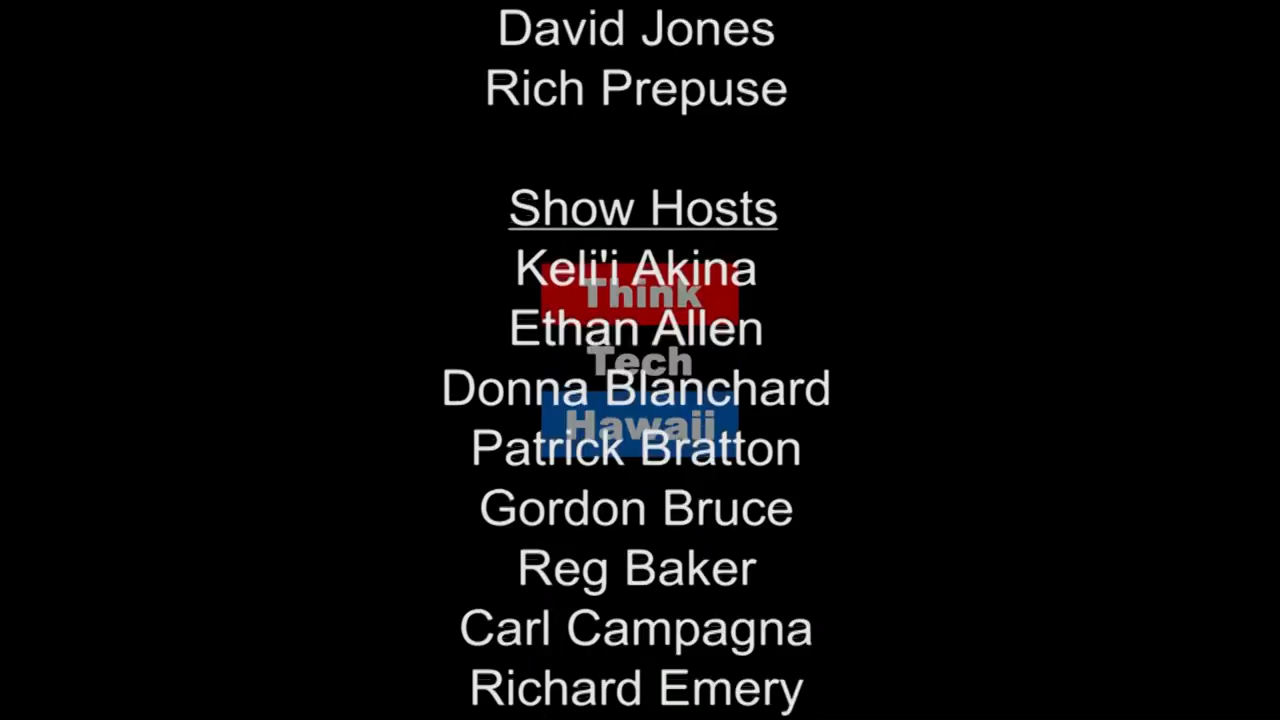 David Jones
Rich Prepuse
Show Hosts
Keli'i Akina
Think
Ethan Allen
Tech
Donna Blanchard
Hawaii
Patrick Bratton
Gordon Bruce
Reg Baker
Carl Campagna
Richard Emery